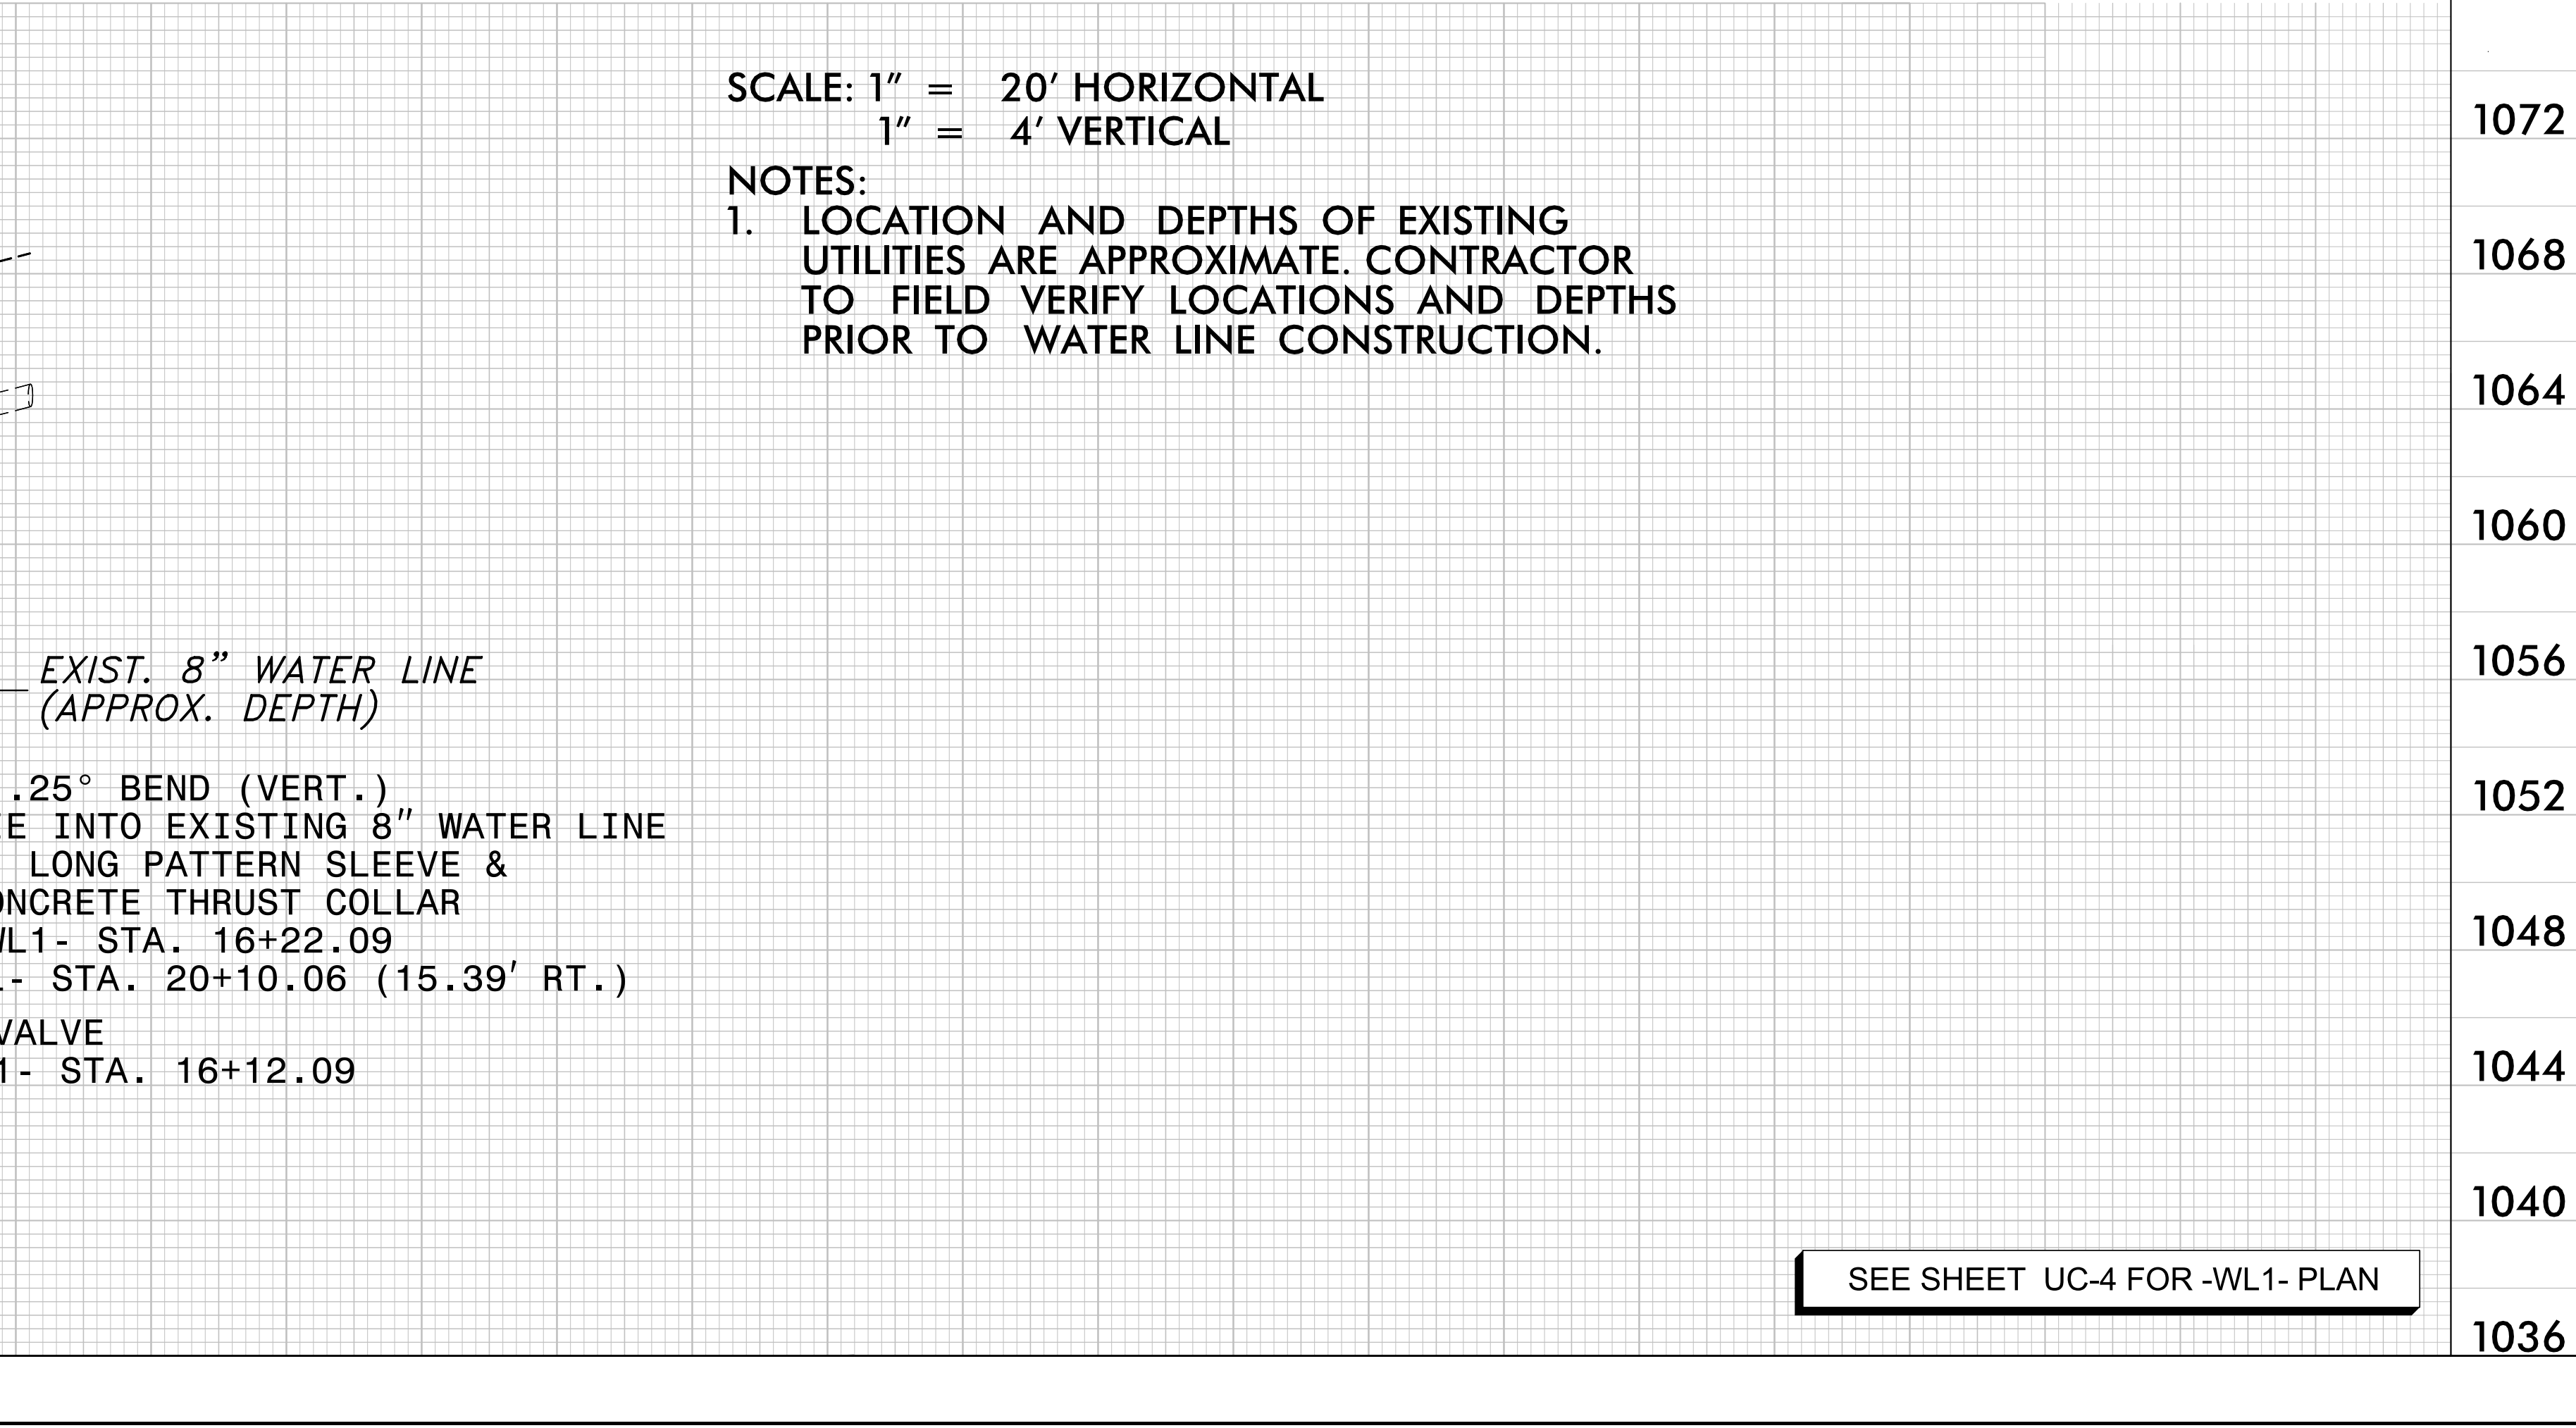 SCALE: 1" = 20' HORIZONTAL
1" = 4' VERTICAL
NOTES:
1. LOCATION AND DEPTHS OF EXISTING
UTILITIES ARE APPROXIMATE. CONTRACTOR
TO FIELD VERIFY LOCATIONS AND DEPTHS
PRIOR TO WATER LINE CONSTRUCTION.
EXIST. 8" WATER LINE
(APPROX. DEPTH)
.25° BEND (VERT.)
INTO EXISTING 8" WATER LINE
LONG PATTERN SLEEVE &
NCRETE THRUST COLLAR
L1- STA. 16+22.09
- STA. 20+10.06 (15.39' RT.)
VALVE
1- STA. 16+12.09
1072
1068
1064
1060
1056
1052
1048
1044
1040
1036
SEE SHEET UC-4 FOR -WL1- PLAN